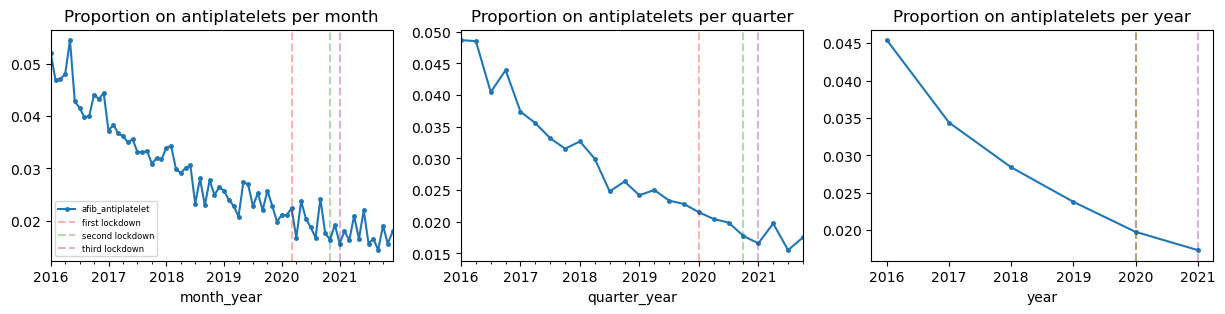 Proportion on antiplatelets per month
0.05
0.04
0.03
0.02
afib_antiplatelet
first lockdown
second lockdown
third lockdown
2016 2017 2018 2019 2020 2021
month_year
Proportion on antiplatelets per quarter
0.050
0.045
0.040
0.035
0.030
0.025
0.020
0.015
2016 2017 2018 2019 2020 2021
quarter_year
Proportion on antiplatelets per year
0.045
0.040
0.035
0.030
0.025
0.020
2016 2017 2018 2019 2020 2021
year